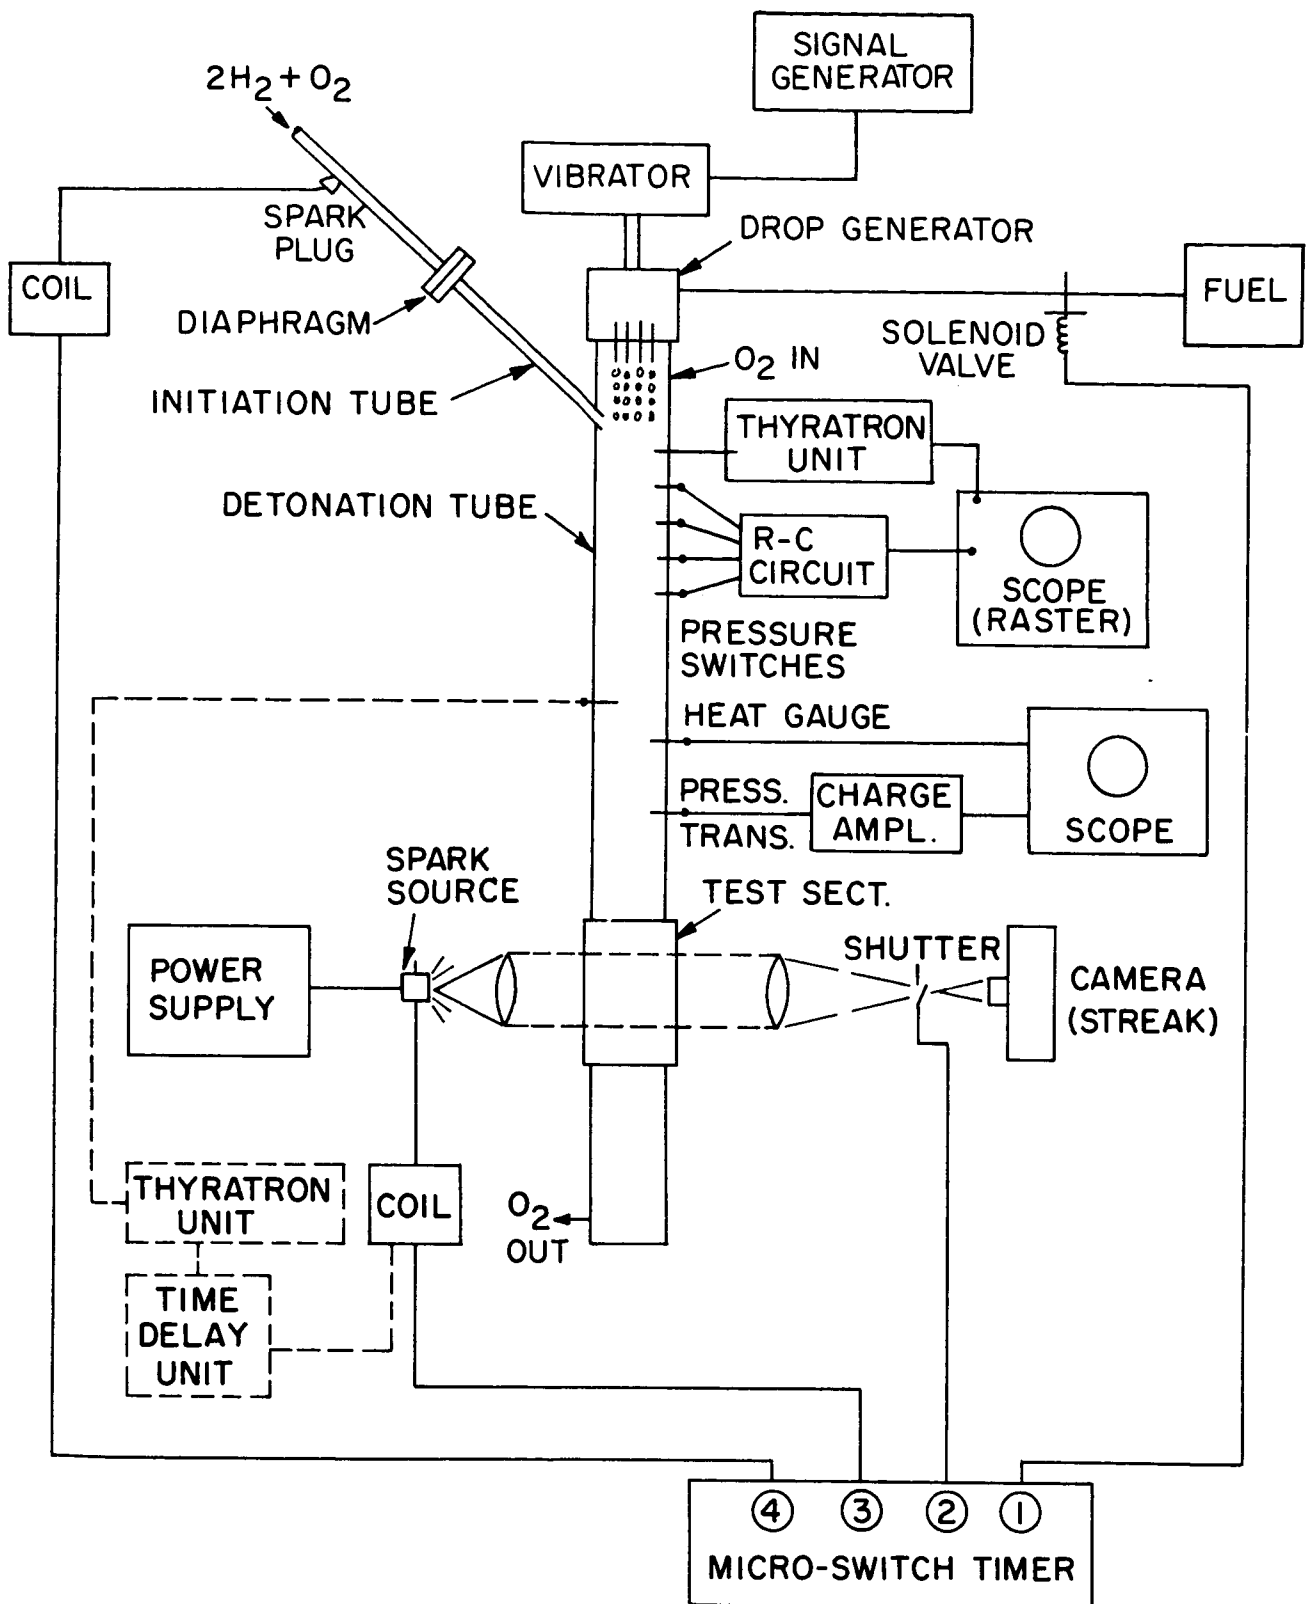 SIGNAL
GENERATOR
2H2 + O2
VIBRATOR
SPARK
PLUG
DROP GENERATOR
COIL
FUEL
DIAPHRAGM
SOLENOID
VALVE
O2 IN
INITIATION TUBE
THYRATRON
UNIT
DETONATION TUBE
R-C
CIRCUIT
SCOPE
(RASTER)
PRESSURE
SWITCHES
HEAT GAUGE
PRESS.
TRANS.
CHARGE
AMPL.
SCOPE
SPARK
SOURCE
TEST SECT.
POWER
SUPPLY
SHUTTER
CAMERA
(STREAK)
THYRATRON
UNIT
COIL
O2
OUT
TIME
DELAY
UNIT
4 3 2 1
MICRO-SWITCH TIMER